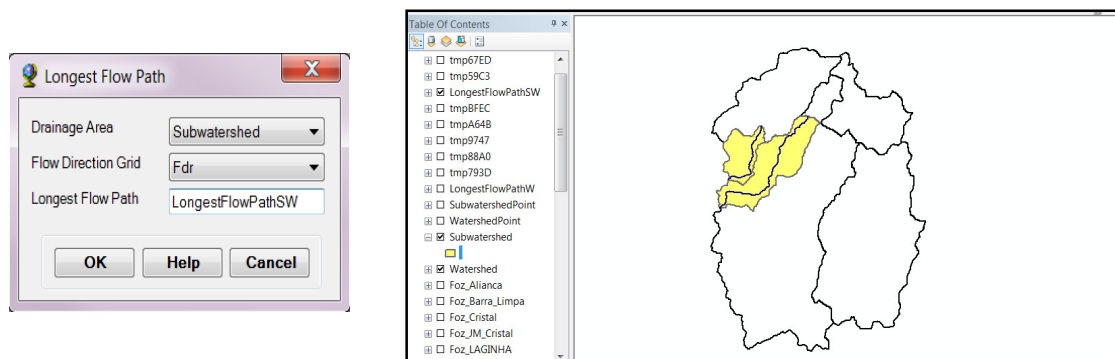 Longest Flow Path
Drainage Area
Subwatershed
Flow Direction Grid
Fdr
Longest Flow Path
LongestFlowPathSW
OK
Help
Cancel
Table Of Contents
tmp67ED
tmp59C3
LongestFlowPathSW
tmpBFEC
tmpA64B
tmp9747
tmp88A0
tmp793D
LongestFlowPathW
SubwatershedPoint
WatershedPoint
Subwatershed
Watershed
Foz_Alianca
Foz_Barra_Limpa
Foz_Cristal
Foz_JM_Cristal
Foz_LAGINHA